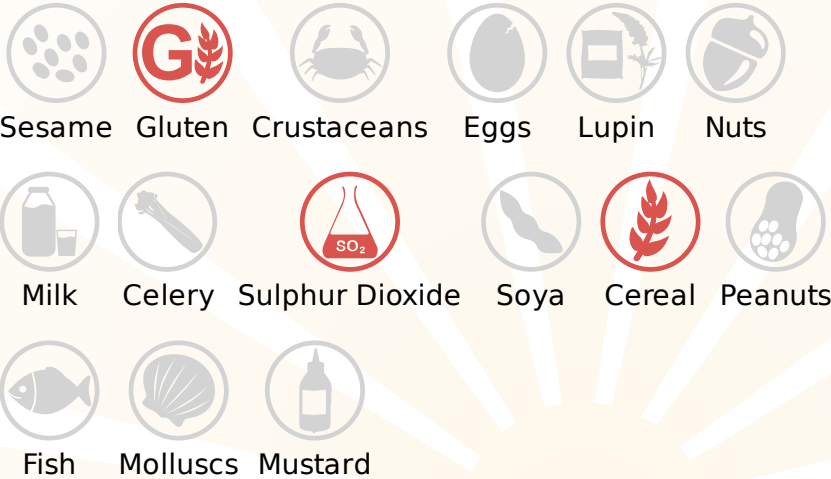 G
Sesame Gluten Crustaceans Eggs Lupin Nuts
SO₂
Milk Celery Sulphur Dioxide Soya Cereal Peanuts
Fish Molluscs Mustard